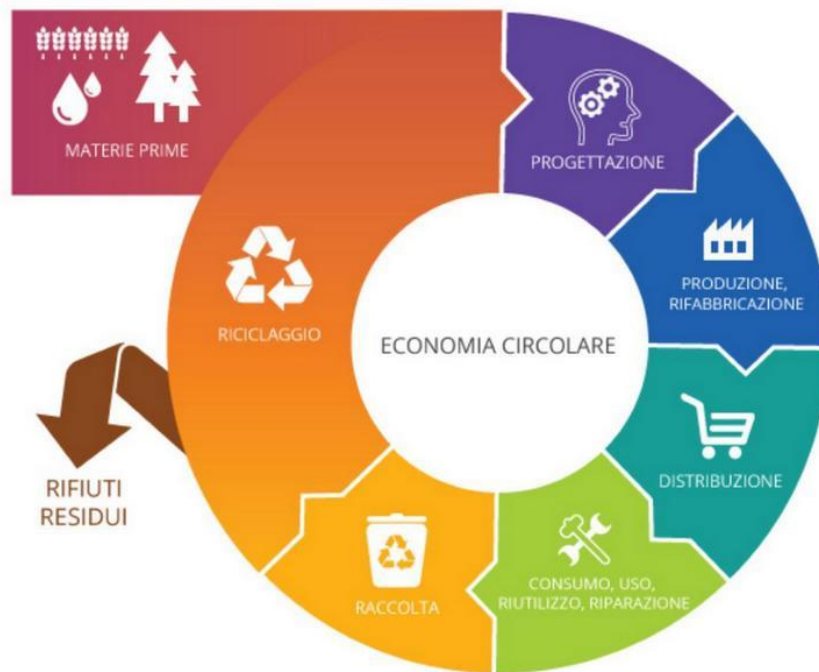 MATERIE PRIME
PROGETTAZIONE
PRODUZIONE,
RIFABBRICAZIONE
RICICLAGGIO
ECONOMIA CIRCOLARE
DISTRIBUZIONE
RIFIUTI
RESIDUI
CONSUMO, USO,
RIUTILIZZO, RIPARAZIONE
RACCOLTA